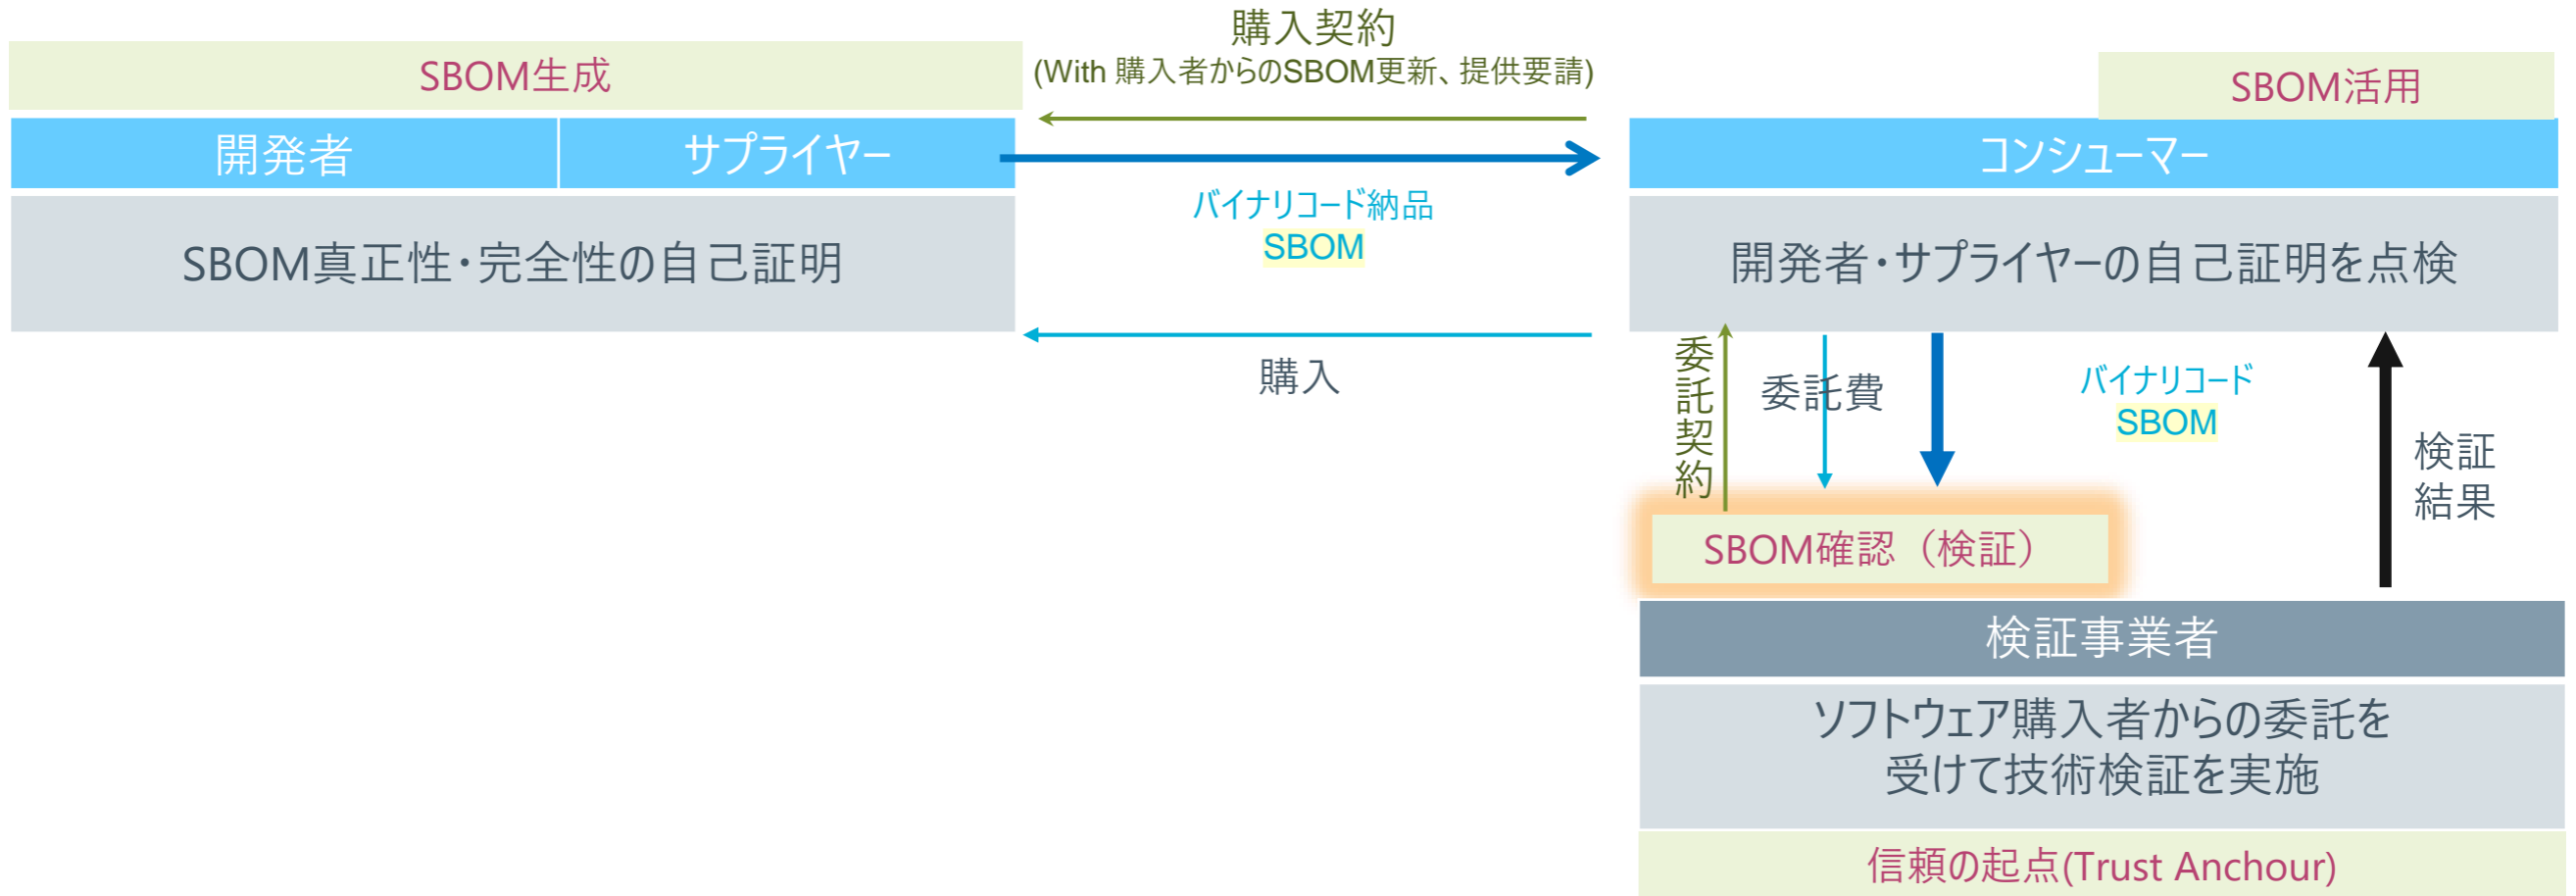 購入契約
(With 購入者からのSBOM更新、提供要請)
SBOM生成
SBOM活用
開発者
サプライヤー
コンシューマー
バイナリコード納品
SBOM
SBOM真正性・完全性の自己証明
開発者・サプライヤーの自己証明を点検
購入
委託契約
委託費
バイナリコード
SBOM
検証
結果
SBOM確認（検証）
検証事業者
ソフトウェア購入者からの委託を
受けて技術検証を実施
信頼の起点(Trust Anchour)